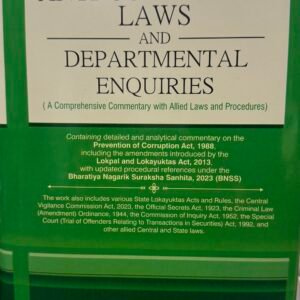 LAWS
AND
DEPARTMENTAL
ENQUIRIES
( A Comprehensive Commentary with Allied Laws and Procedures)
Containing detailed and analytical commentary on the
Prevention of Corruption Act, 1988,
including the amendments introduced by the
Lokpal and Lokayuktas Act, 2013,
with updated procedural references under the
Bharatiya Nagarik Suraksha Sanhita, 2023 (BNSS)
The work also includes various State Lokayuktas Acts and Rules, the Central
Vigilance Commission Act, 2023, the Official Secrets Act, 1923, the Criminal Law
(Amendment) Ordinance, 1944, the Commission of Inquiry Act, 1952, the Special
Court (Trial of Offenders Relating to Transactions in Securities) Act, 1992, and
other allied Central and State laws.